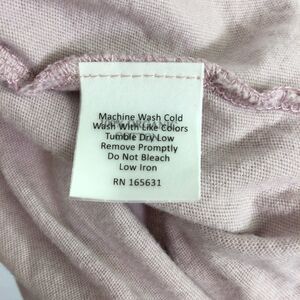 Machine Wash Cold
Wash With Like Colors
Tumble Dry Low
Remove Promptly
Do Not Bleach
Low Iron
RN 165631